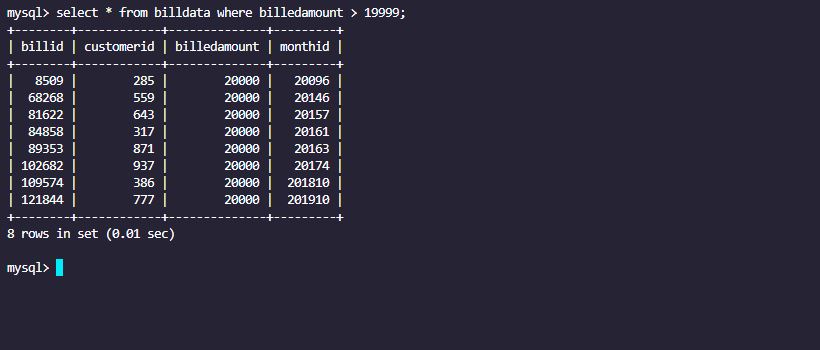 mysql> select * from billdata where billedamount > 19999;
+--------+------------+--------------+---------+
| billid | customerid | billedamount | monthid |
+--------+------------+--------------+---------+
|   8509 |        285 |        20000 |   20096 |
|  68268 |        559 |        20000 |   20146 |
|  81622 |        643 |        20000 |   20157 |
|  84858 |        317 |        20000 |   20161 |
|  89353 |        871 |        20000 |   20163 |
| 102682 |        937 |        20000 |   20174 |
| 109574 |        386 |        20000 |  201810 |
| 121844 |        777 |        20000 |  201910 |
+--------+------------+--------------+---------+
8 rows in set (0.01 sec)
mysql>